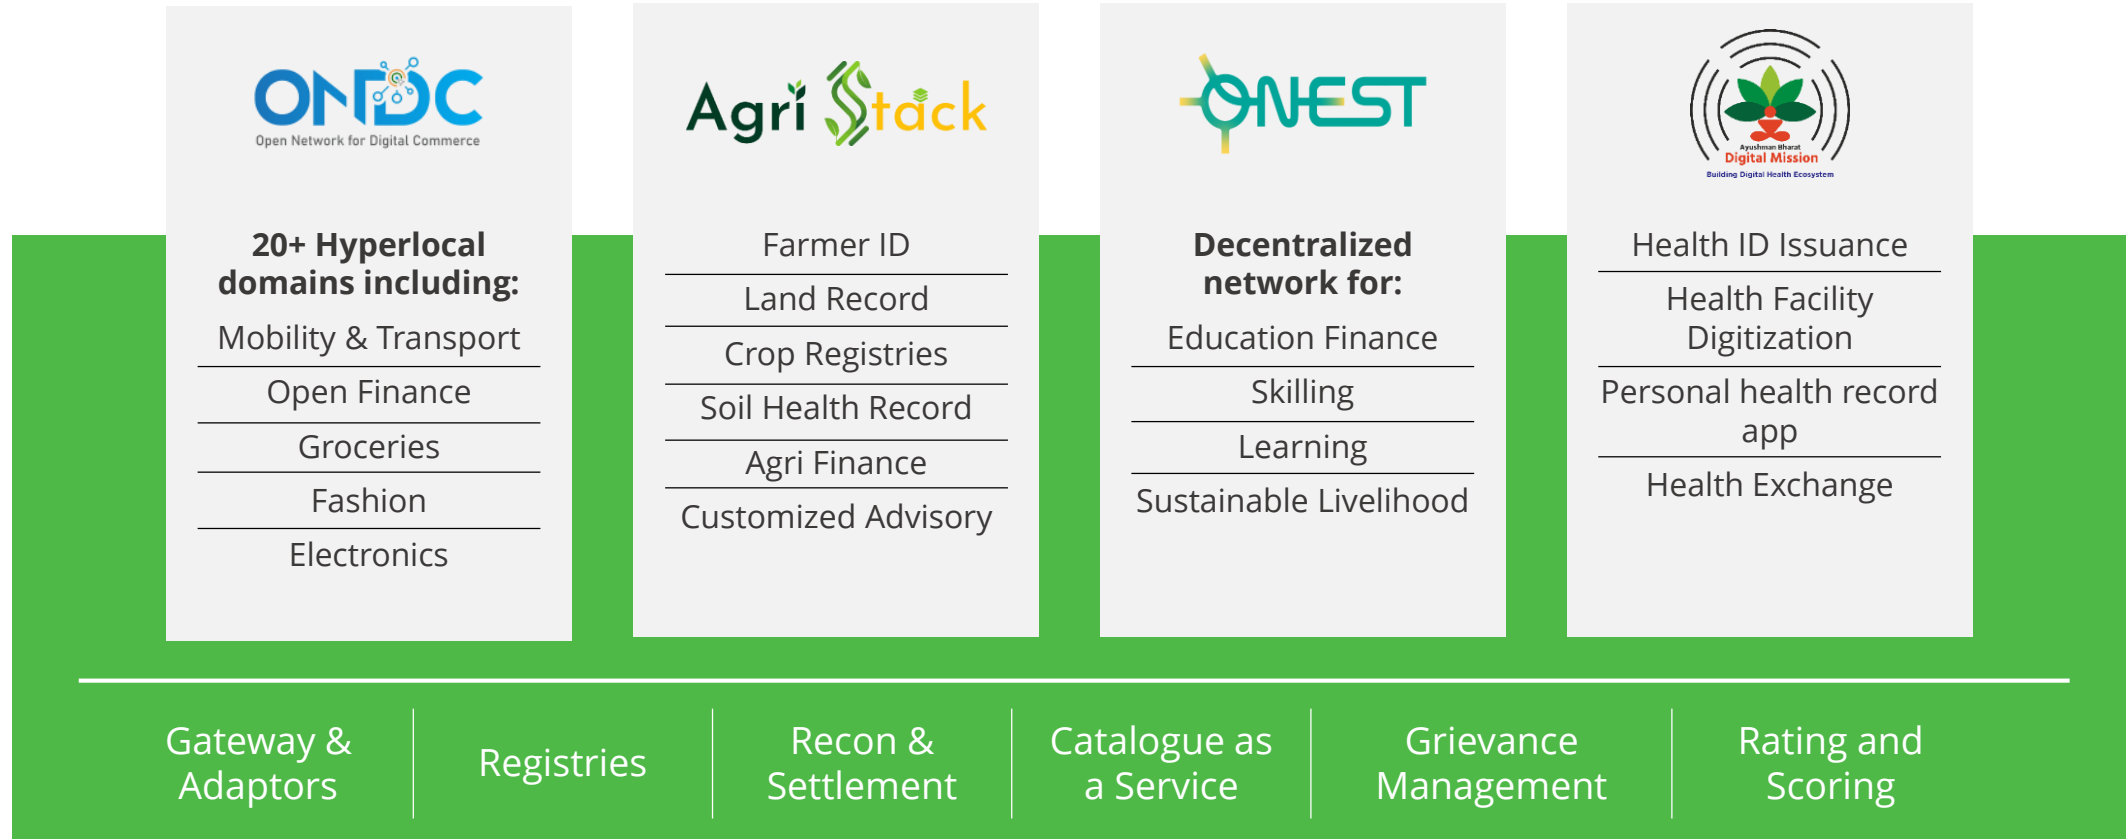 ONDC
Open Network for Digital Commerce
20+ Hyperlocal
domains including:
Mobility & Transport
Open Finance
Groceries
Fashion
Electronics
Agri Stack
Farmer ID
Land Record
Crop Registries
Soil Health Record
Agri Finance
Customized Advisory
ONEST
Decentralized
network for:
Education Finance
Skilling
Learning
Sustainable Livelihood
Ayushman Bharat
Digital Mission
Building Digital Health Ecosystem
Health ID Issuance
Health Facility
Digitization
Personal health record
app
Health Exchange
Gateway &
Adaptors
Registries
Recon &
Settlement
Catalogue as
a Service
Grievance
Management
Rating and
Scoring